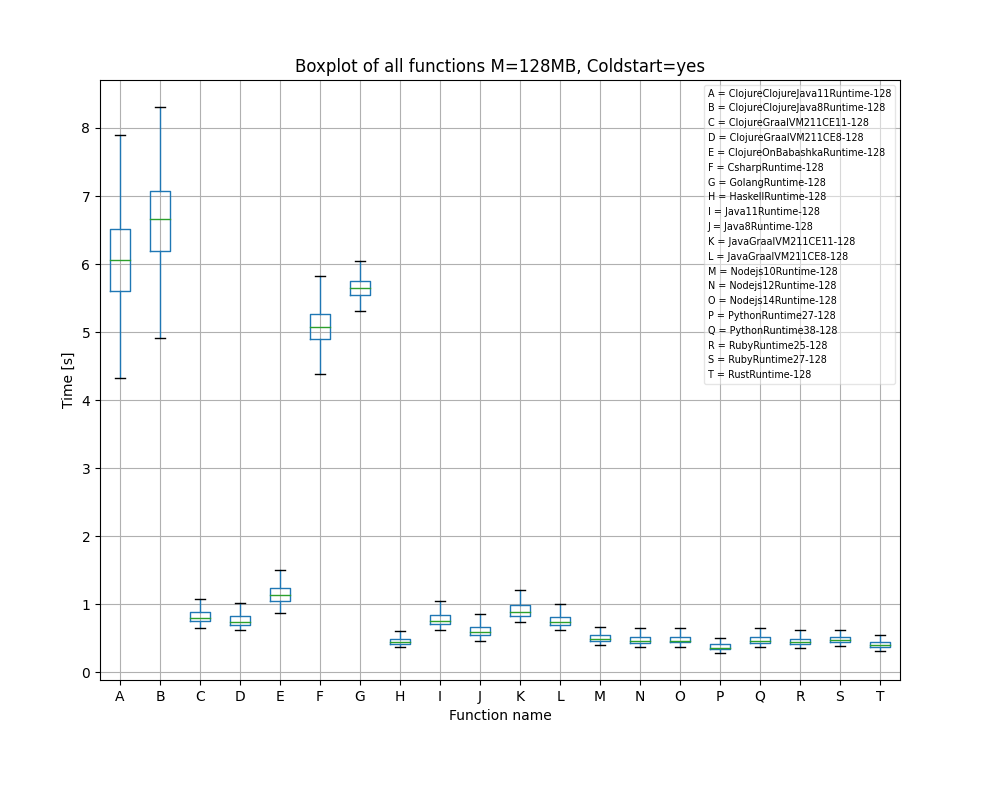 Boxplot of all functions M=128MB, Coldstart=yes
A = ClojureClojureJava11Runtime-128
B = ClojureClojureJava8Runtime-128
C = ClojureGraalVM211CE11-128
D = ClojureGraalVM211CE8-128
E = ClojureOnBabashkaRuntime-128
F = CsharpRuntime-128
G = GolangRuntime-128
H = HaskellRuntime-128
I = Java11Runtime-128
J = Java8Runtime-128
K = JavaGraalVM211CE11-128
L = JavaGraalVM211CE8-128
M = Nodejs10Runtime-128
N = Nodejs12Runtime-128
O = Nodejs14Runtime-128
P = PythonRuntime27-128
Q = PythonRuntime38-128
R = RubyRuntime25-128
S = RubyRuntime27-128
T = RustRuntime-128
8
7
6
5
4
3
2
1
0
Time [s]
A B C D E F G H I J K L M N O P Q R S T
Function name